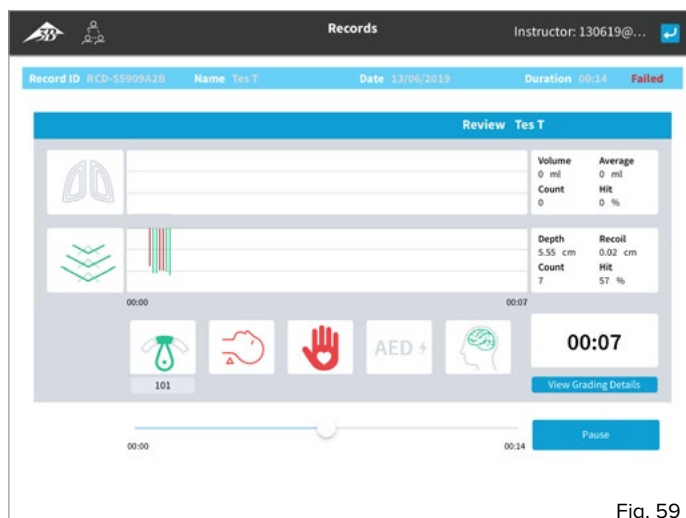 3B
Records
Instructor: 130619@...
Record ID RCD-S5909A2B Name Tes T Date 13/06/2019 Duration 00:14 Failed
Review Tes T
Volume Average
0 ml 0 ml
Count Hit
0 0 %
Depth Recoil
5.55 cm 0.02 cm
Count Hit
7 57 %
00:00 00:07
AED
00:07
101
View Grading Details
00:00 00:14
Pause
Fig. 59